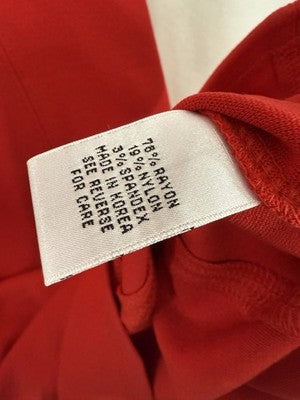 78% RAYON
19% NYLON
3% SPANDEX
MADE IN KOREA
SEE REVERSE
FOR CARE